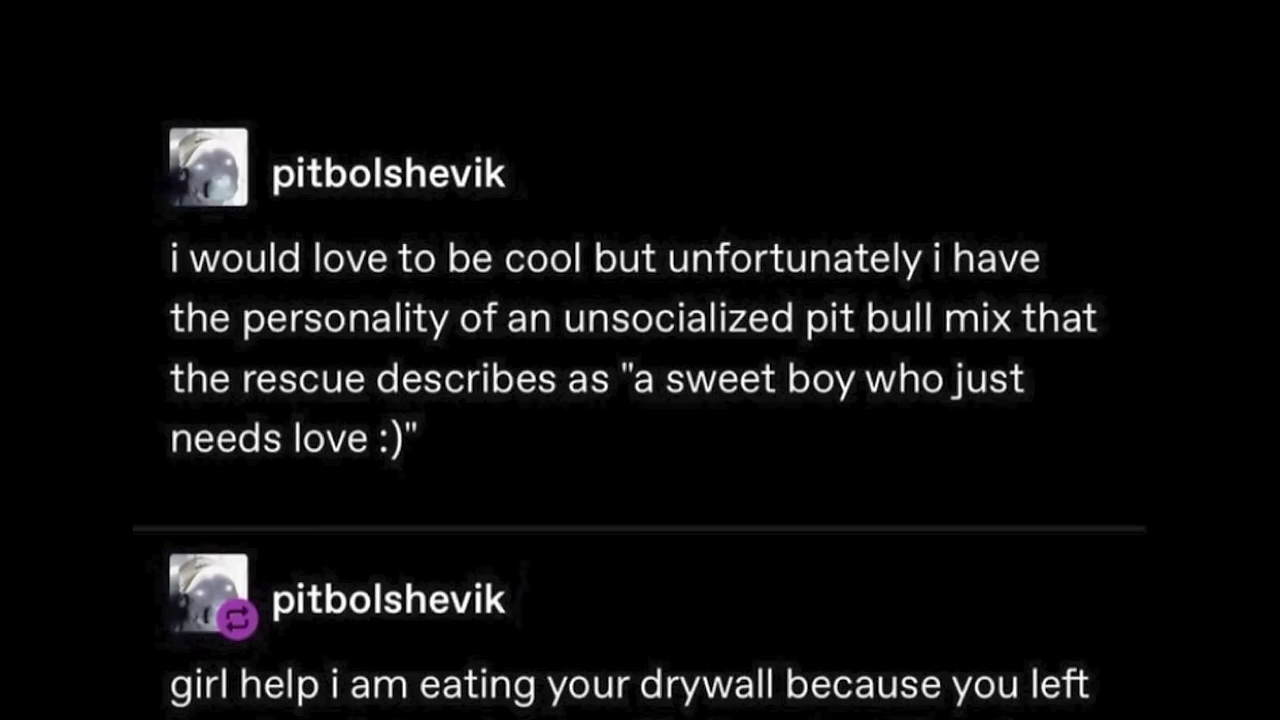 pitbolshevik
i would love to be cool but unfortunately i have
the personality of an unsocialized pit bull mix that
the rescue describes as "a sweet boy who just
needs love :)"
pitbolshevik
girl help i am eating your drywall because you left